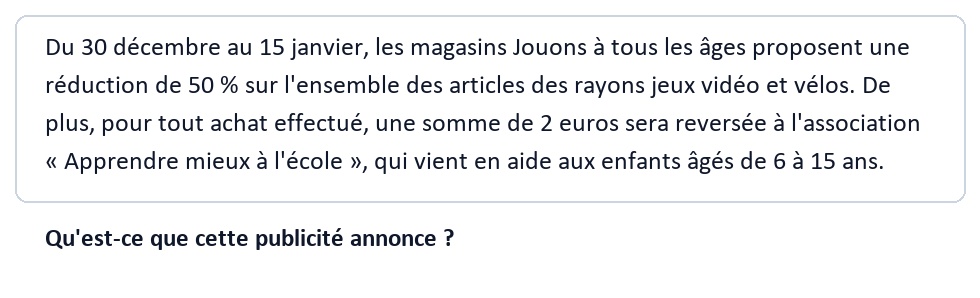 Du 30 décembre au 15 janvier, les magasins Jouons à tous les âges proposent une
réduction de 50 % sur l'ensemble des articles des rayons jeux vidéo et vélos. De
plus, pour tout achat effectué, une somme de 2 euros sera reversée à l'association
« Apprendre mieux à l'école », qui vient en aide aux enfants âgés de 6 à 15 ans.
Qu'est-ce que cette publicité annonce ?